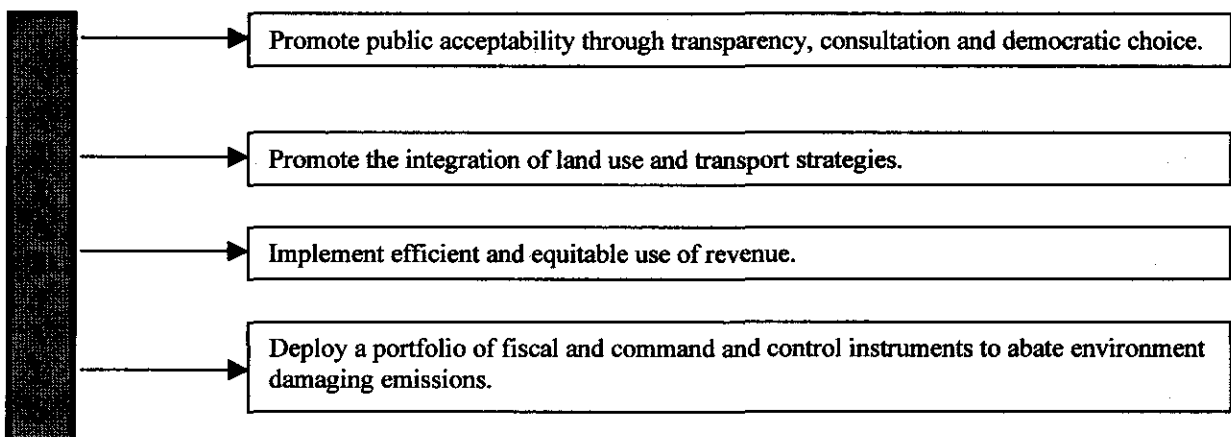 Promote public acceptability through transparency, consultation and democratic choice.
Promote the integration of land use and transport strategies.
Implement efficient and equitable use of revenue.
Deploy a portfolio of fiscal and command and control instruments to abate environment
damaging emissions.